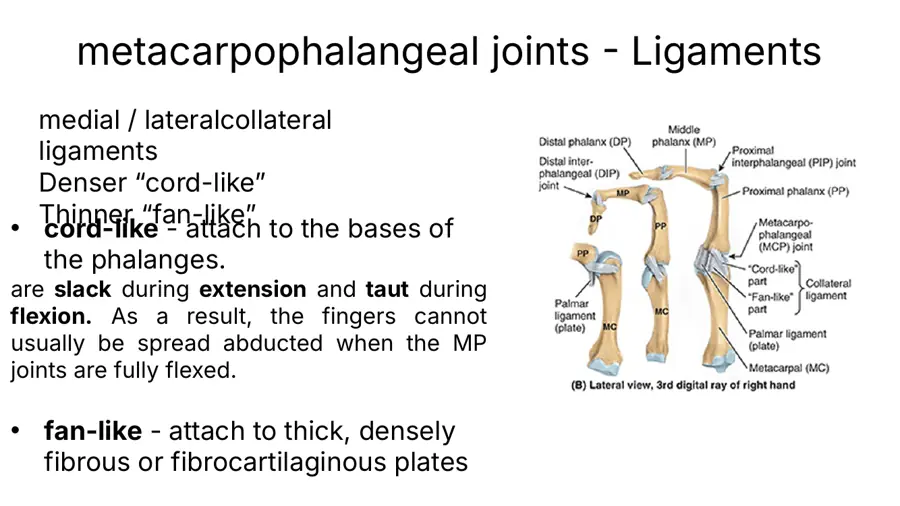 metacarpophalangeal joints - Ligaments
medial / lateralcollateral
ligaments
Denser “cord-like”
Thinner “fan-like”
• cord-like - attach to the bases of
the phalanges.
are slack during extension and taut during
flexion. As a result, the fingers cannot
usually be spread abducted when the MP
joints are fully flexed.
• fan-like - attach to thick, densely
fibrous or fibrocartilaginous plates
Distal phalanx (DP)
Middle
phalanx (MP)
Distal inter-
phalangeal (DIP)
joint
Proximal
interphalangeal (PIP) joint
MP
Proximal phalanx (PP)
DP
PP
Metacarpo-
phalangeal
(MCP) joint
PP
“Cord-like”
part
“Fan-like”
part
Collateral
ligament
Palmar
ligament
(plate)
MC
MC
Palmar ligament
(plate)
Metacarpal (MC)
(B) Lateral view, 3rd digital ray of right hand